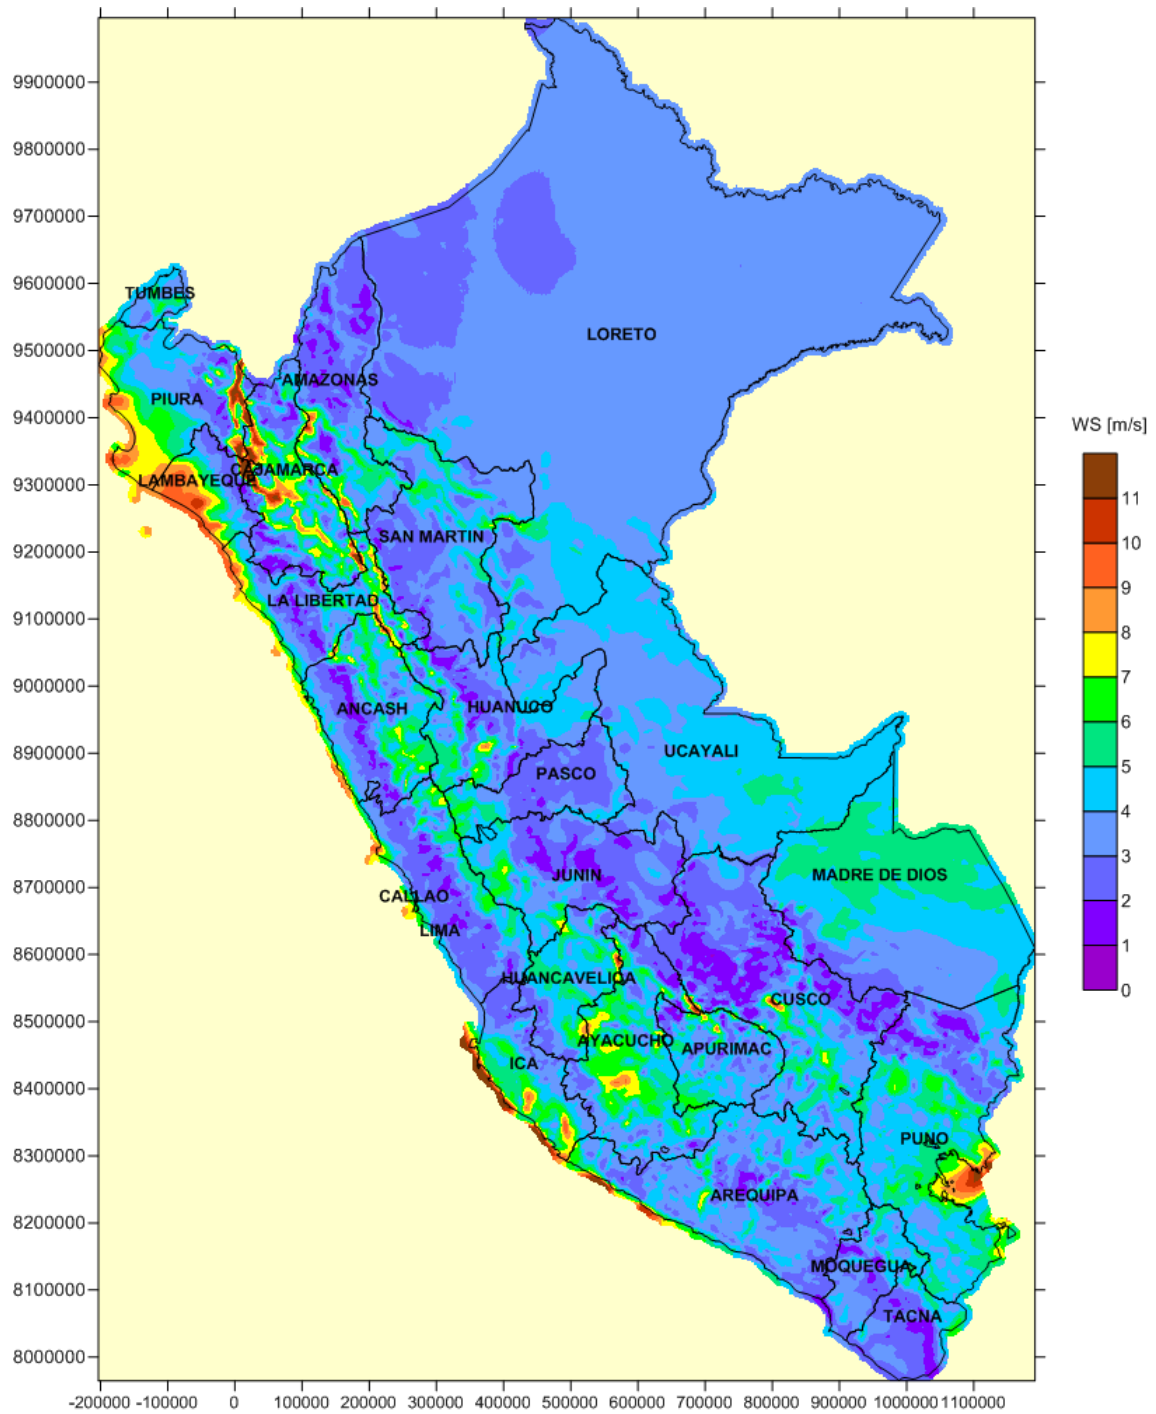 9900000
9800000
9700000
9600000
9500000
9400000
9300000
9200000
9100000
9000000
8900000
8800000
8700000
8600000
8500000
8400000
8300000
8200000
8100000
8000000
-200000 -100000 0 100000 200000 300000 400000 500000 600000 700000 800000 900000 1000000 1100000
TUMBES
LORETO
AMAZONAS
PIURA
CAJAMARCA
LAMBAYEQUE
SAN MARTIN
LA LIBERTAD
ANCASH
HUANUCO
UCAYALI
PASCO
JUNIN
MADRE DE DIOS
CALLAO
LIMA
HUANCAVELICA
CUSCO
AYACUCHO
APURIMAC
ICA
PUNO
AREQUIPA
MOQUEGUA
TACNA
WS [m/s]
11
10
9
8
7
6
5
4
3
2
1
0